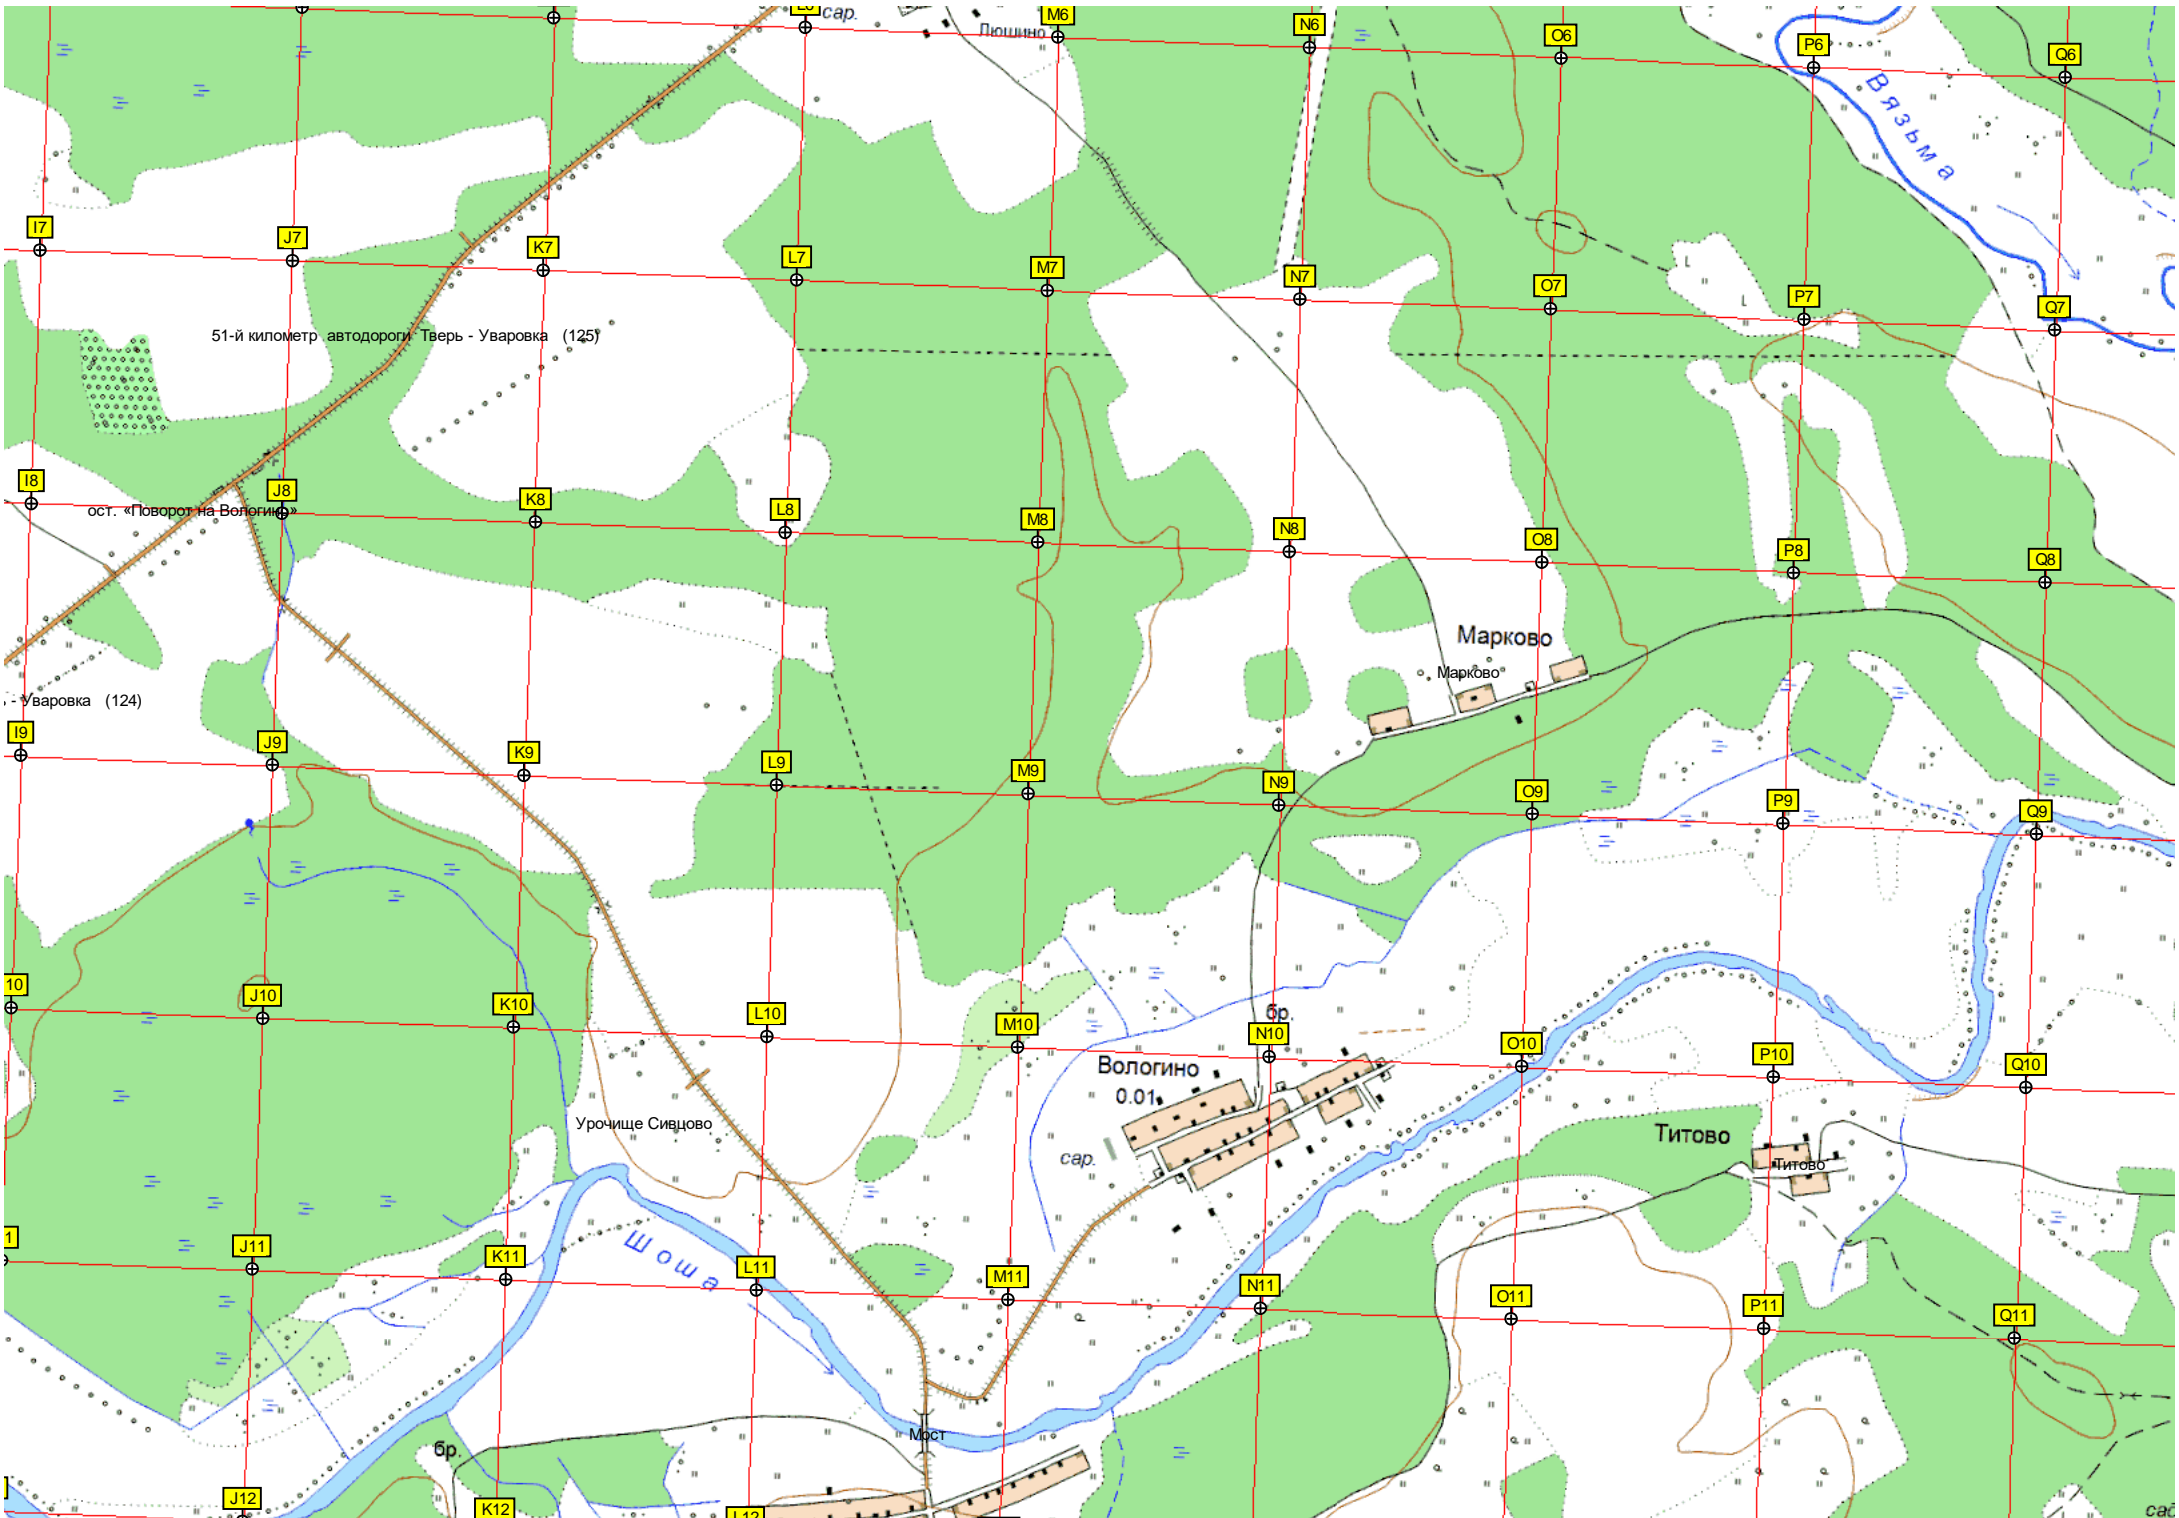 сар.
Люшино
M6
N6
O6
P6
Q6
Вязьма
I7
J7
K7
L7
M7
N7
O7
P7
Q7
51-й километр автодороги Тверь - Уваровка (125)
I8
J8
K8
L8
M8
N8
O8
P8
Q8
ост. «Поворот на Вологино»
Марково
Марково
- Уваровка (124)
I9
J9
K9
L9
M9
N9
O9
P9
Q9
10
J10
K10
L10
M10
N10
O10
P10
Q10
бр.
Вологино
0.01
Урочище Сивцово
сар.
Титово
Титово
Шоша
1
J11
K11
L11
M11
N11
O11
P11
Q11
Мост
бр.
J12
K12
L12
сад